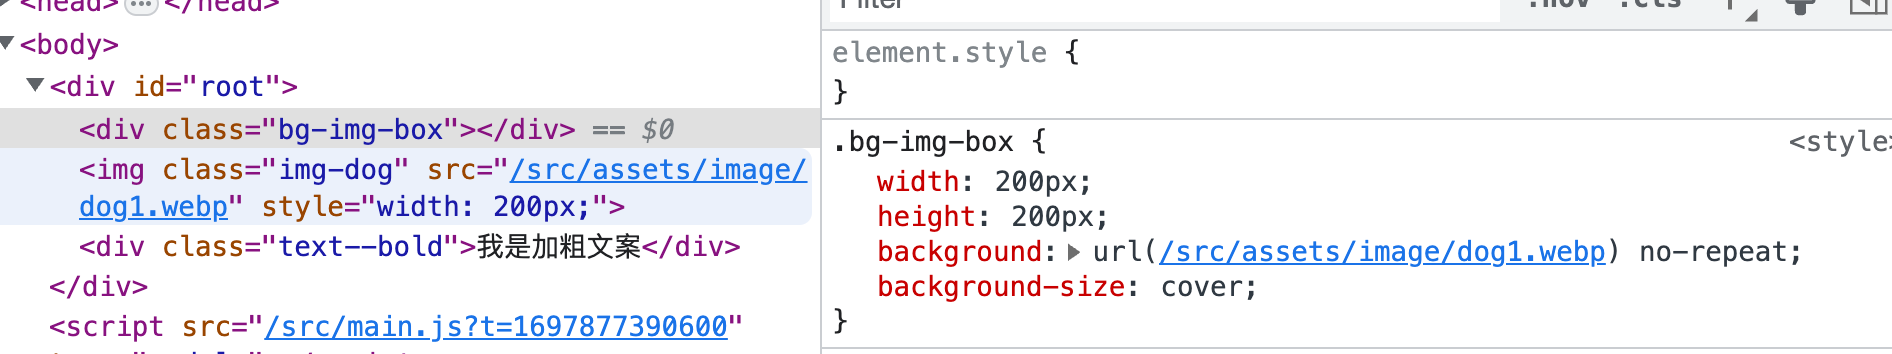 <head> ··· </head>
<body>
<div id="root">
<div class="bg-img-box"></div> == $0
<img class="img-dog" src="/src/assets/image/
dog1.webp" style="width: 200px;">
<div class="text--bold">我是加粗文案</div>
</div>
<script src="/src/main.js?t=1697877390600"
Filter
:hov .cls
element.style {
}
.bg-img-box {
<style>
width: 200px;
height: 200px;
background: url(/src/assets/image/dog1.webp) no-repeat;
background-size: cover;
}